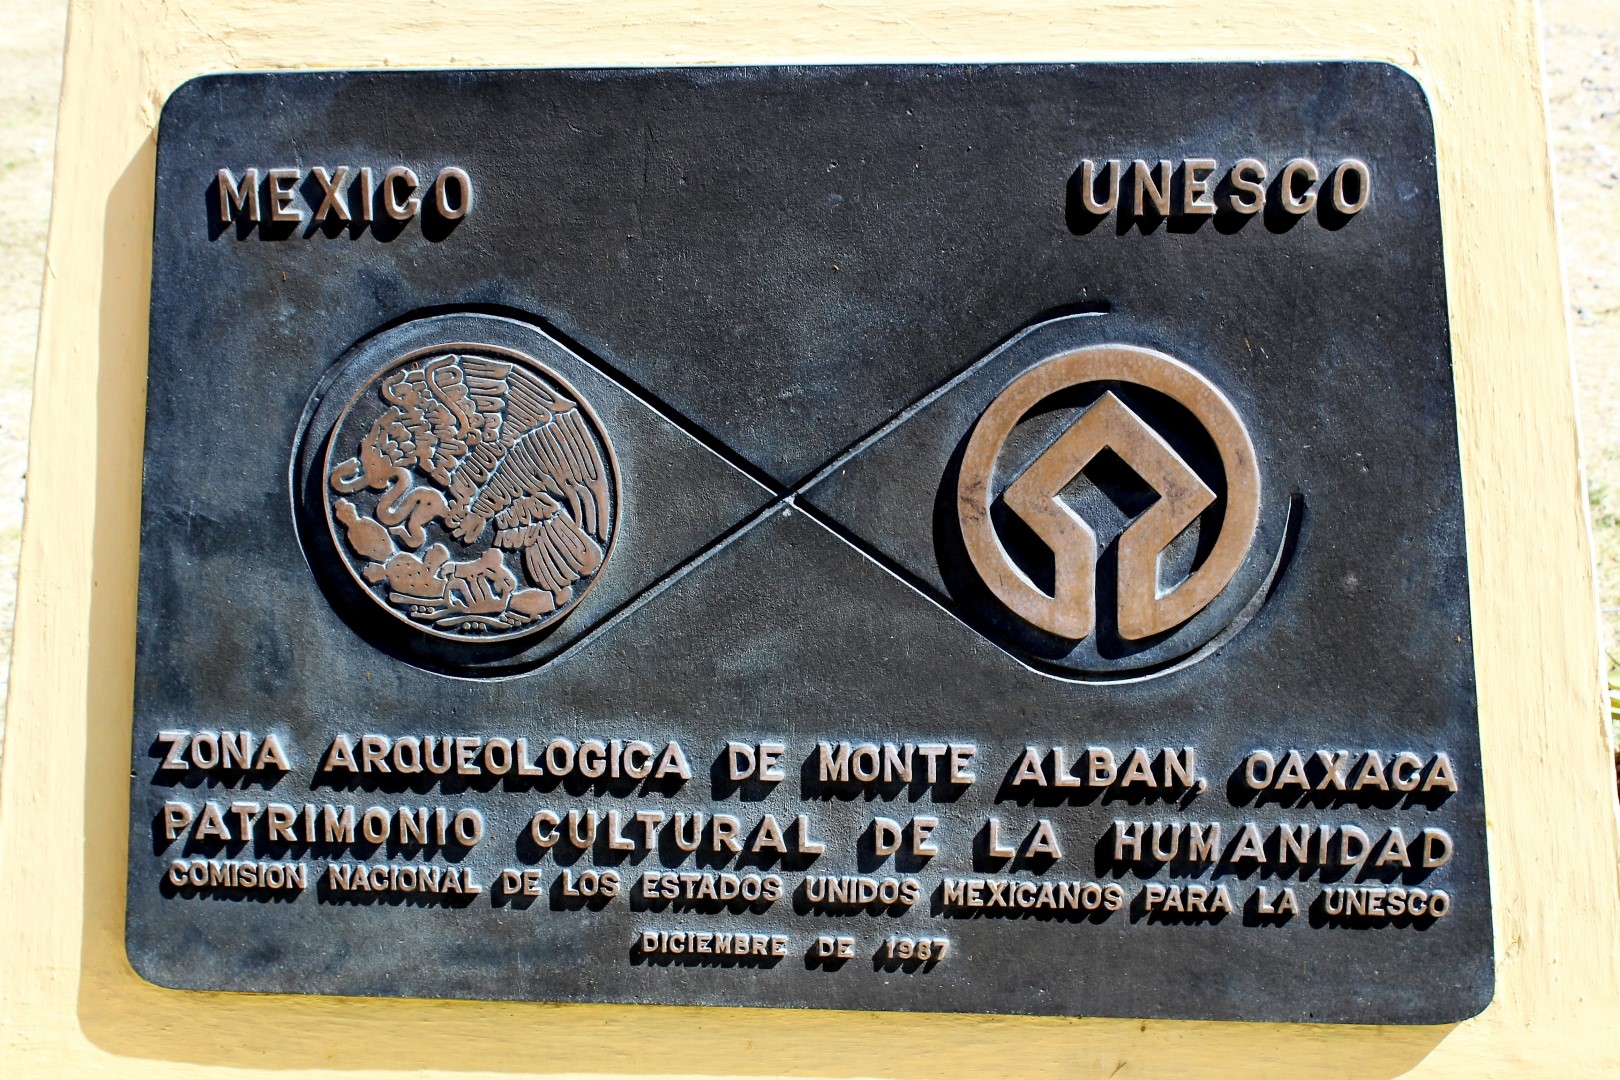 MEXICO
UNESCO
ZONA ARQUEOLOGICA DE MONTE ALBAN, OAXACA
PATRIMONIO CULTURAL DE LA HUMANIDAD
COMISION NACIONAL DE LOS ESTADOS UNIDOS MEXICANOS PARA LA UNESCO
DICIEMBRE DE 1987